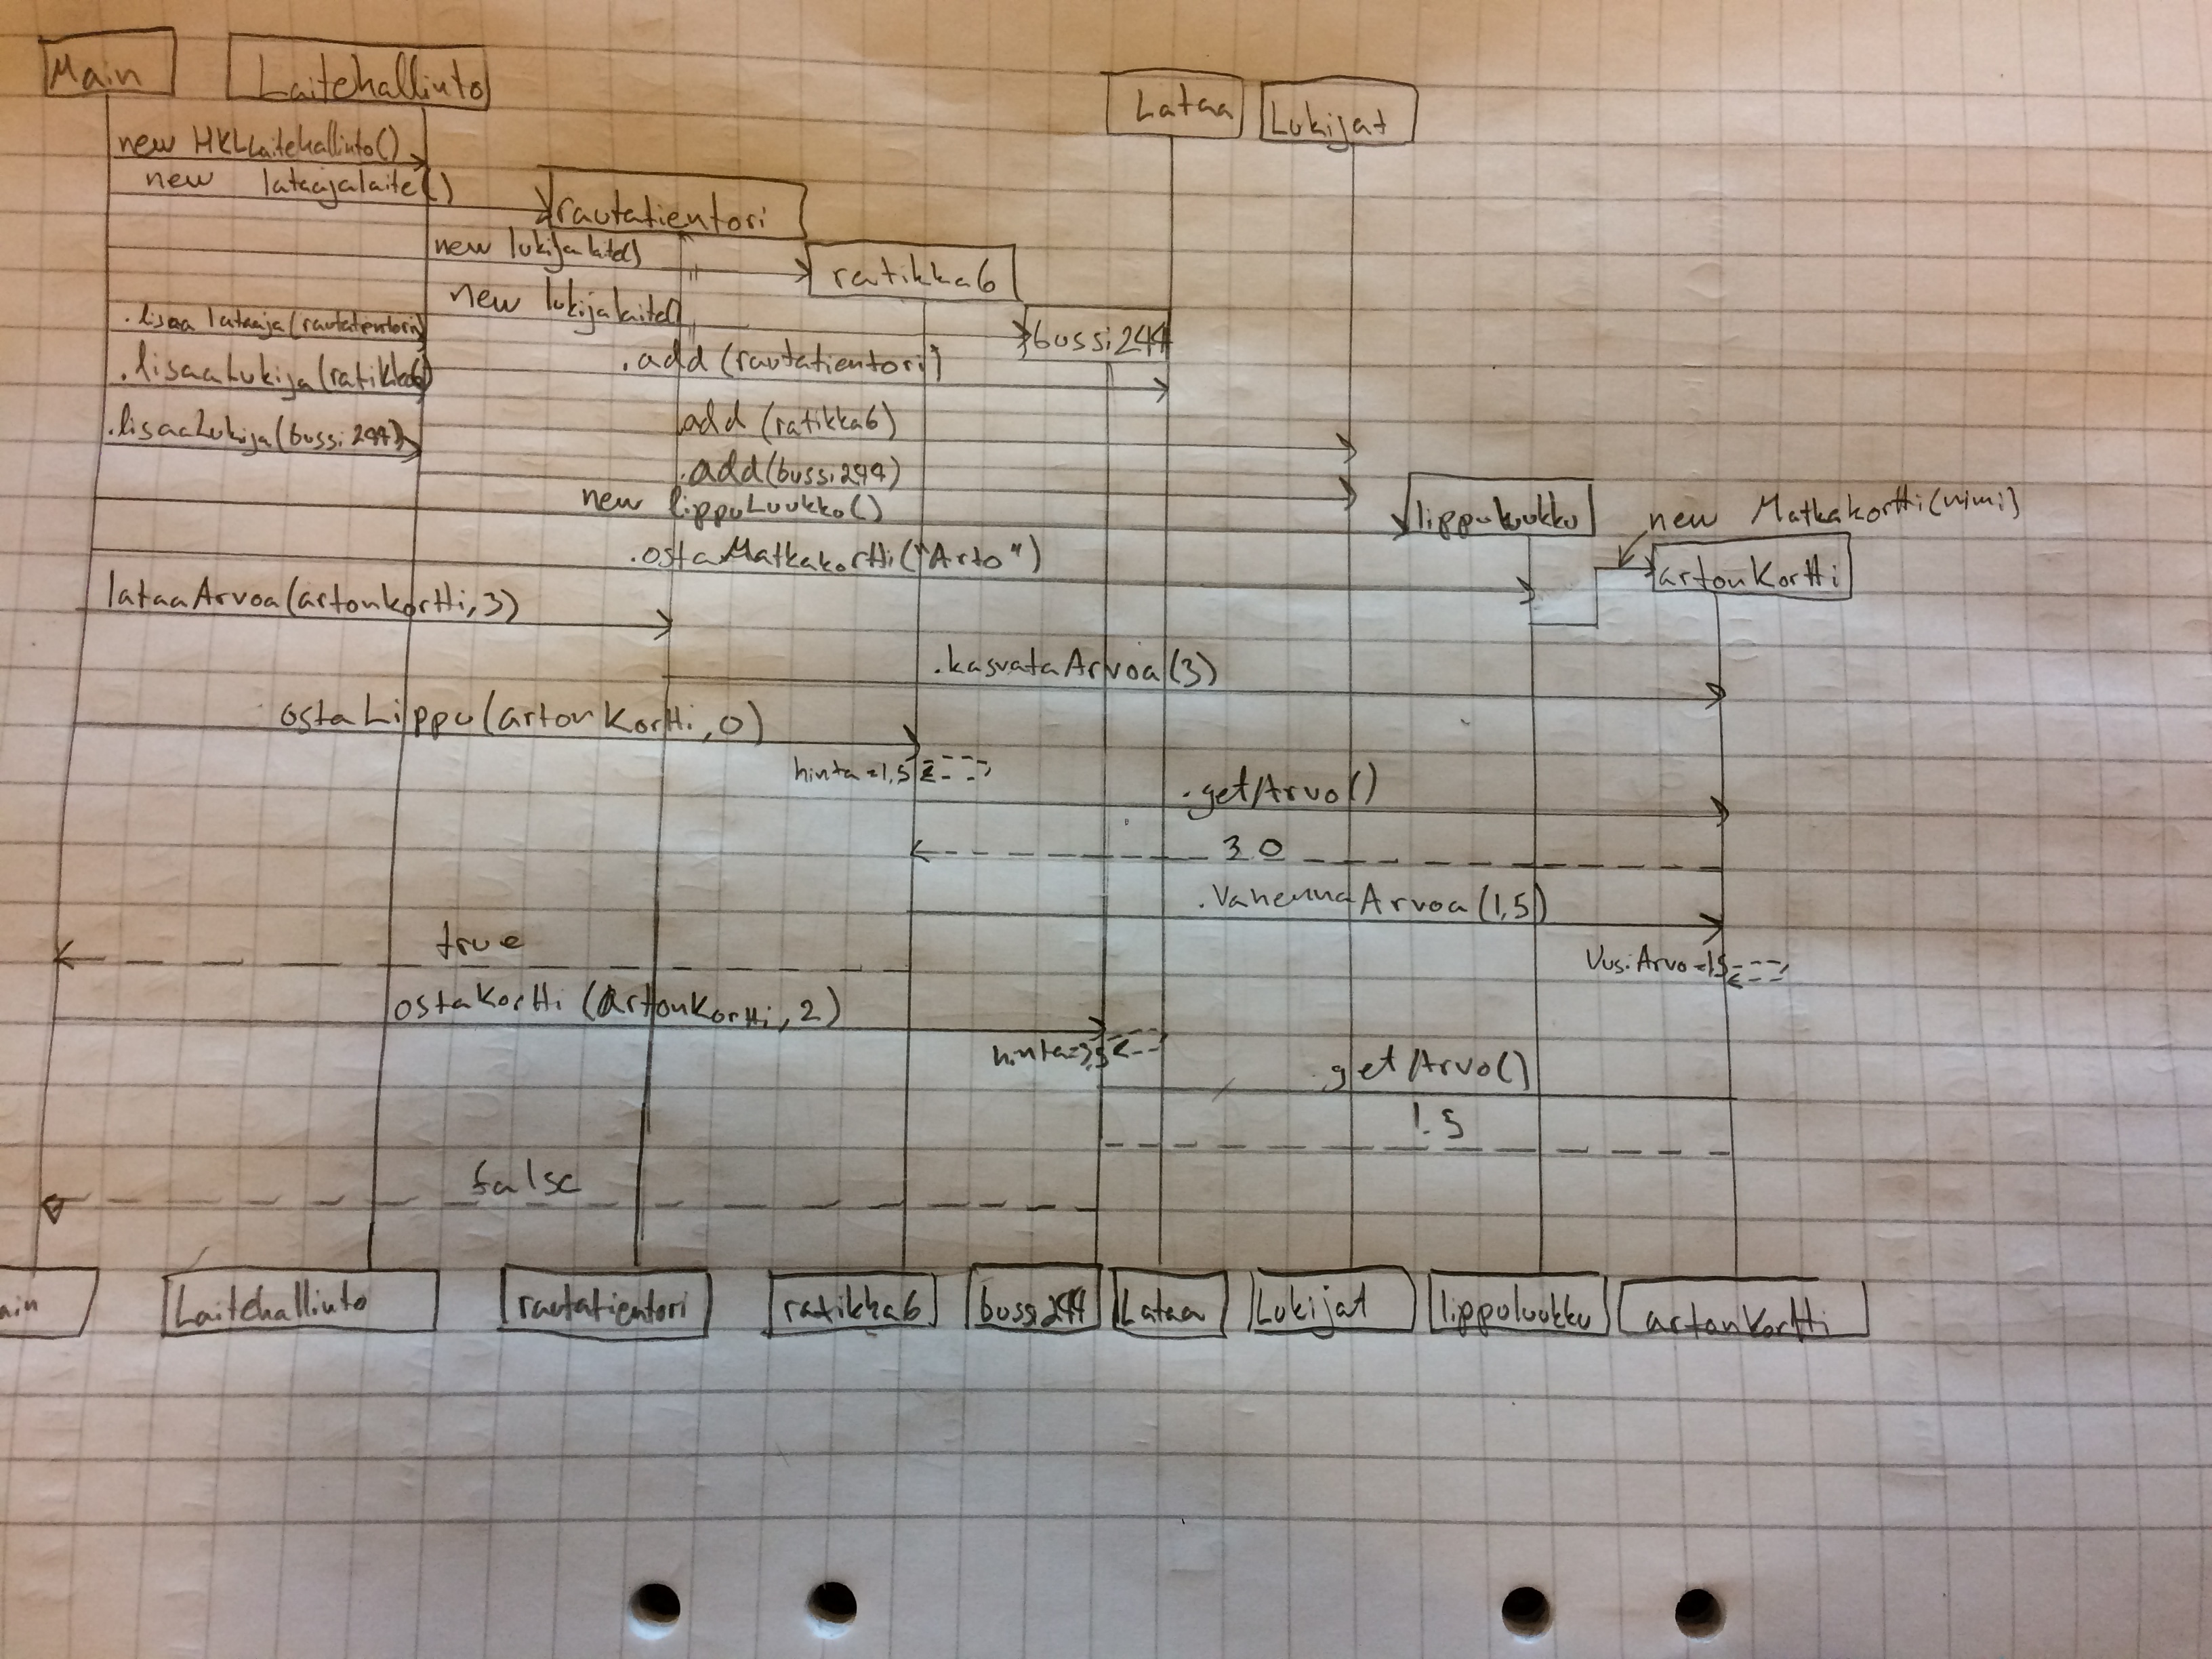 Main
Laitehallinto
Lataa
Lukijat
new HKLLaitehallinto()
new lataajalaite()
rautatientori
new lukijalaite()
ratikka6
new lukijalaite()
bussi244
.lisaa lataaja(rautatientori)
.add(rautatientori)
.lisaaLukija(ratikka6)
.add(ratikka6)
.lisaaLukija(bussi244)
.add(bussi244)
new lippuLuukko()
lippuluukku
.ostaMatkakortti("Arto")
new Matkakortti(nimi)
artonKortti
lataaArvoa(artonkortti,3)
.kasvataArvoa(3)
.ostaLippu(artonkortti,0)
hinta=1,5
.getArvo()
3.0
.VahennaArvoa(1,5)
UusiArvo=1,5
true
ostakortti(Artonkortti,2)
hinta=3,5
.getArvo()
1.5
false
ain
Laitehallinto
rautatientori
ratikka6
bussi244
Lataa
Lukijat
lippuluukku
artonkortti